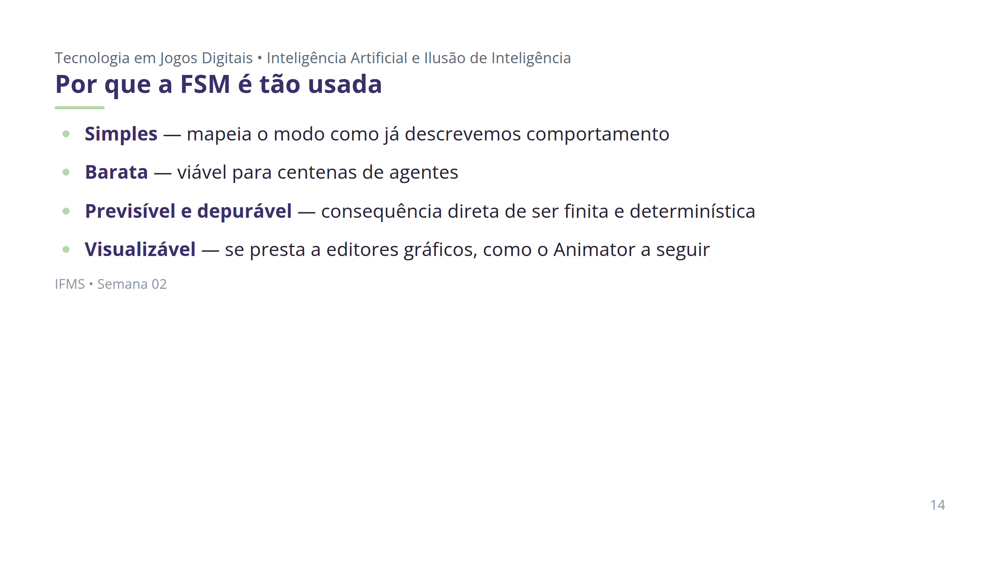 Tecnologia em Jogos Digitais • Inteligência Artificial e Ilusão de Inteligência
Por que a FSM é tão usada
• Simples — mapeia o modo como já descrevemos comportamento
• Barata — viável para centenas de agentes
• Previsível e depurável — consequência direta de ser finita e determinística
• Visualizável — se presta a editores gráficos, como o Animator a seguir
IFMS • Semana 02
14